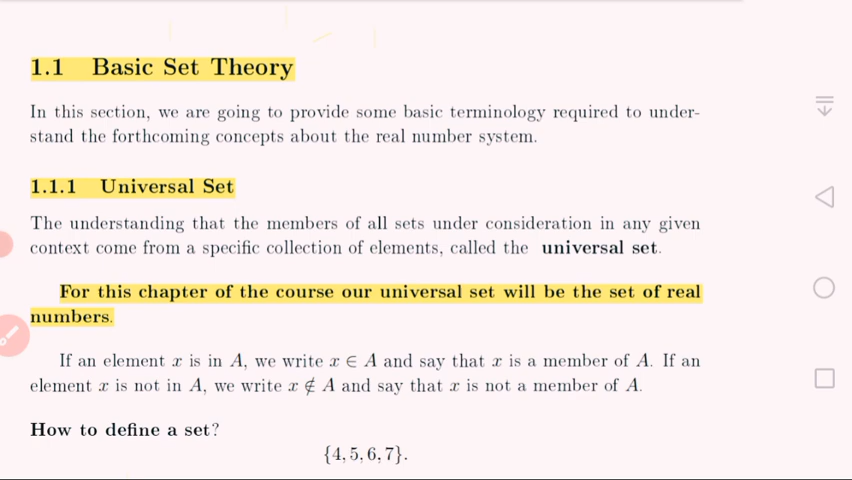 1.1 Basic Set Theory
In this section, we are going to provide some basic terminology required to under-
stand the forthcoming concepts about the real number system.
1.1.1 Universal Set
The understanding that the members of all sets under consideration in any given
context come from a specific collection of elements, called the universal set.
For this chapter of the course our universal set will be the set of real
numbers.
If an element x is in A, we write x ∈ A and say that x is a member of A. If an
element x is not in A, we write x ∉ A and say that x is not a member of A.
How to define a set?
{4, 5, 6, 7}.